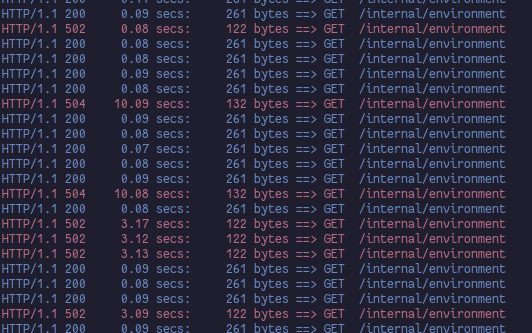 HTTP/1.1 200 0.11 secs: 261 bytes ==> GET /internal/environment
HTTP/1.1 200 0.09 secs: 261 bytes ==> GET /internal/environment
HTTP/1.1 502 0.08 secs: 122 bytes ==> GET /internal/environment
HTTP/1.1 200 0.08 secs: 261 bytes ==> GET /internal/environment
HTTP/1.1 200 0.08 secs: 261 bytes ==> GET /internal/environment
HTTP/1.1 200 0.09 secs: 261 bytes ==> GET /internal/environment
HTTP/1.1 200 0.08 secs: 261 bytes ==> GET /internal/environment
HTTP/1.1 504 10.09 secs: 132 bytes ==> GET /internal/environment
HTTP/1.1 200 0.09 secs: 261 bytes ==> GET /internal/environment
HTTP/1.1 200 0.08 secs: 261 bytes ==> GET /internal/environment
HTTP/1.1 200 0.07 secs: 261 bytes ==> GET /internal/environment
HTTP/1.1 200 0.08 secs: 261 bytes ==> GET /internal/environment
HTTP/1.1 200 0.09 secs: 261 bytes ==> GET /internal/environment
HTTP/1.1 504 10.08 secs: 132 bytes ==> GET /internal/environment
HTTP/1.1 200 0.08 secs: 261 bytes ==> GET /internal/environment
HTTP/1.1 502 3.17 secs: 122 bytes ==> GET /internal/environment
HTTP/1.1 502 3.12 secs: 122 bytes ==> GET /internal/environment
HTTP/1.1 502 3.13 secs: 122 bytes ==> GET /internal/environment
HTTP/1.1 200 0.09 secs: 261 bytes ==> GET /internal/environment
HTTP/1.1 200 0.08 secs: 261 bytes ==> GET /internal/environment
HTTP/1.1 200 0.09 secs: 261 bytes ==> GET /internal/environment
HTTP/1.1 502 3.09 secs: 122 bytes ==> GET /internal/environment
HTTP/1.1 200 0.09 secs: 261 bytes ==> GET /internal/environment